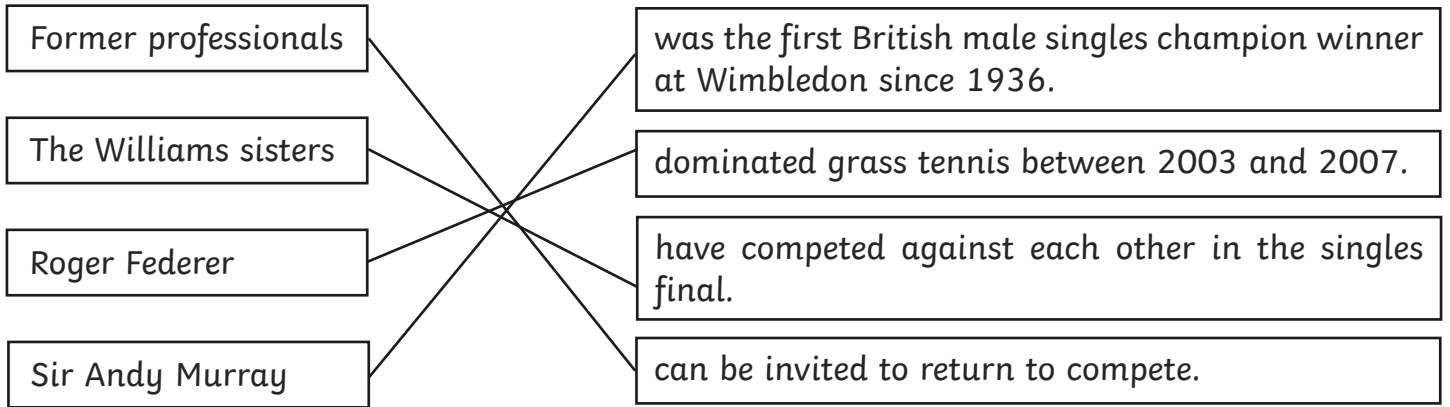 Former professionals
The Williams sisters
Roger Federer
Sir Andy Murray
was the first British male singles champion winner
at Wimbledon since 1936.
dominated grass tennis between 2003 and 2007.
have competed against each other in the singles
final.
can be invited to return to compete.